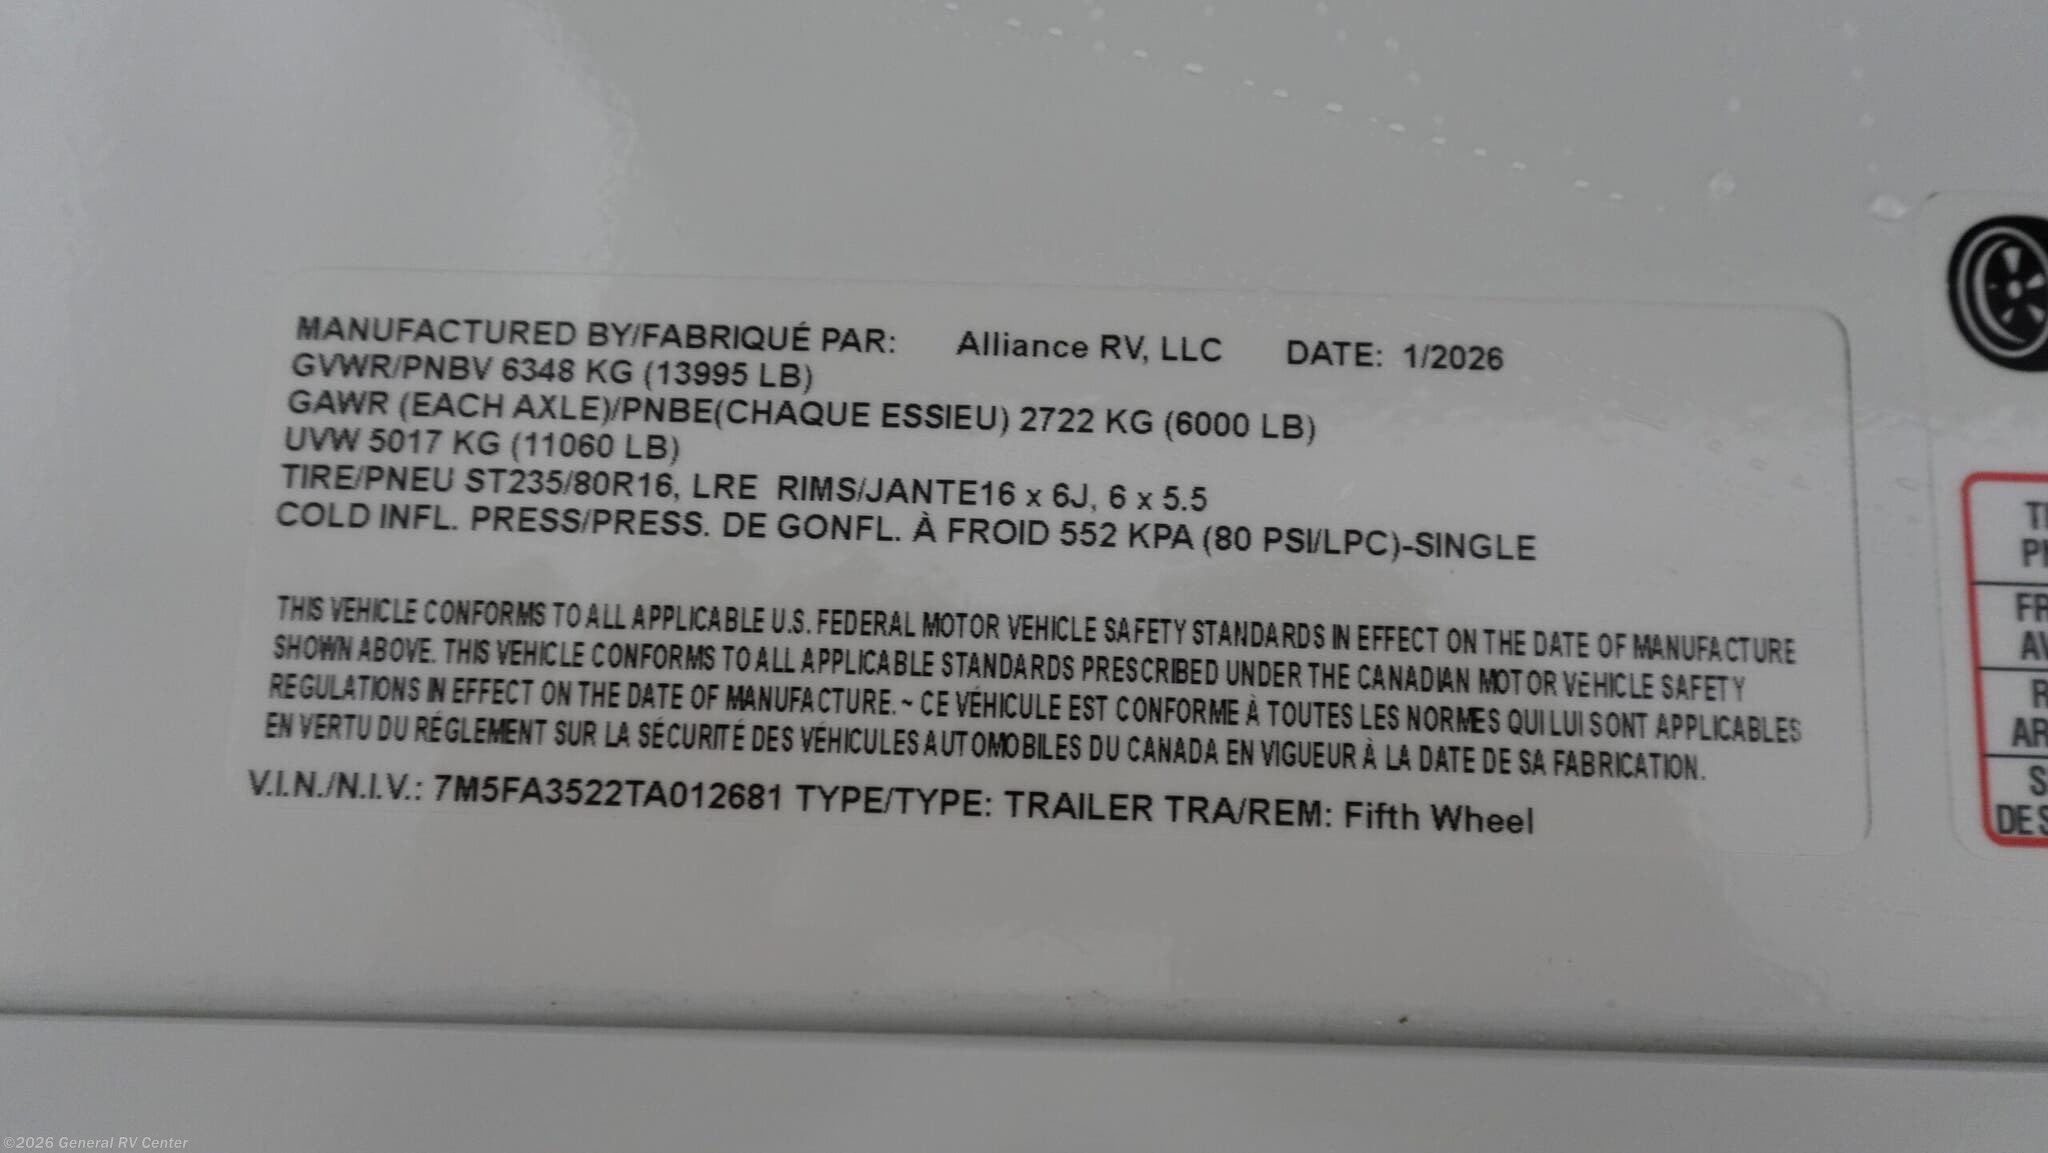 MANUFACTURED BY/FABRIQUÉ PAR: Alliance RV, LLC DATE: 1/2026
GVWR/PNBV 6348 KG (13995 LB)
GAWR (EACH AXLE)/PNBE(CHAQUE ESSIEU) 2722 KG (6000 LB)
UVW 5017 KG (11060 LB)
TIRE/PNEU ST235/80R16, LRE RIMS/JANTE16 x 6J, 6 x 5.5
COLD INFL. PRESS/PRESS. DE GONFL. À FROID 552 KPA (80 PSI/LPC)-SINGLE
THIS VEHICLE CONFORMS TO ALL APPLICABLE U.S. FEDERAL MOTOR VEHICLE SAFETY STANDARDS IN EFFECT ON THE DATE OF MANUFACTURE
SHOWN ABOVE. THIS VEHICLE CONFORMS TO ALL APPLICABLE STANDARDS PRESCRIBED UNDER THE CANADIAN MOTOR VEHICLE SAFETY
REGULATIONS IN EFFECT ON THE DATE OF MANUFACTURE. ~ CE VÉHICULE EST CONFORME À TOUTES LES NORMES QUI LUI SONT APPLICABLES
EN VERTU DU RÉGLEMENT SUR LA SÉCURITÉ DES VÉHICULES AUTOMOBILES DU CANADA EN VIGUEUR À LA DATE DE SA FABRICATION.
V.I.N./N.I.V.: 7M5FA3522TA012681 TYPE/TYPE: TRAILER TRA/REM: Fifth Wheel
©2026 General RV Center